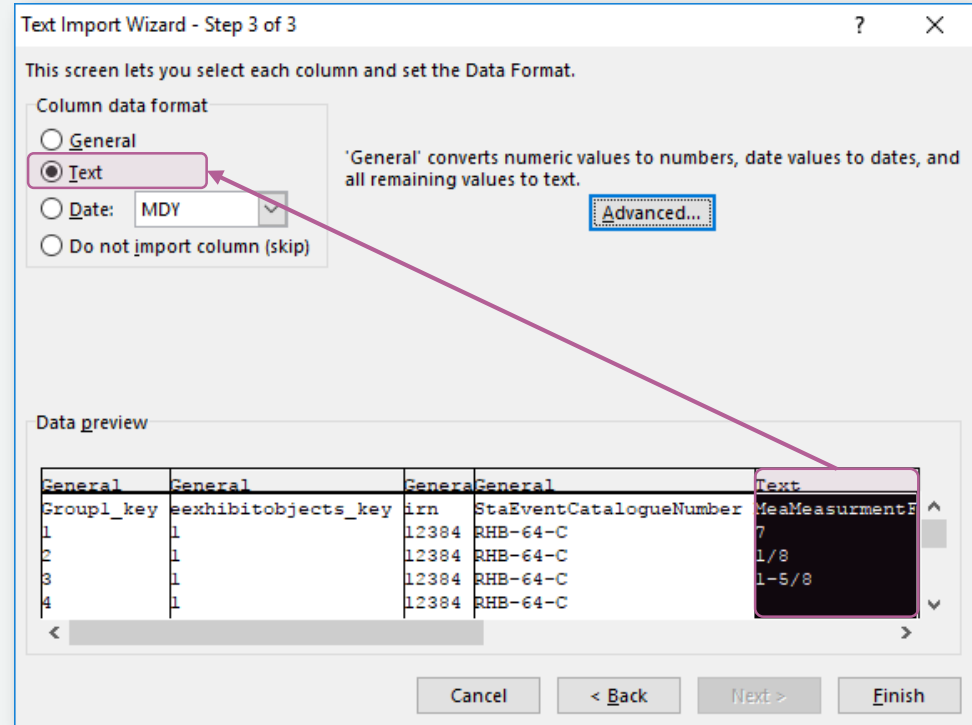 Text Import Wizard - Step 3 of 3
?
This screen lets you select each column and set the Data Format.
Column data format
General
Text
Date: MDY
Do not import column (skip)
'General' converts numeric values to numbers, date values to dates, and
all remaining values to text.
Advanced...
Data preview
General General Genera General Text
Group1_key eexhibitobjects_key irn StaEventCatalogueNumber MeaMeasurmentF
1 1 12384 RHB-64-C 7
2 1 12384 RHB-64-C 1/8
3 1 12384 RHB-64-C 1-5/8
4 1 12384 RHB-64-C
Cancel < Back Next > Finish